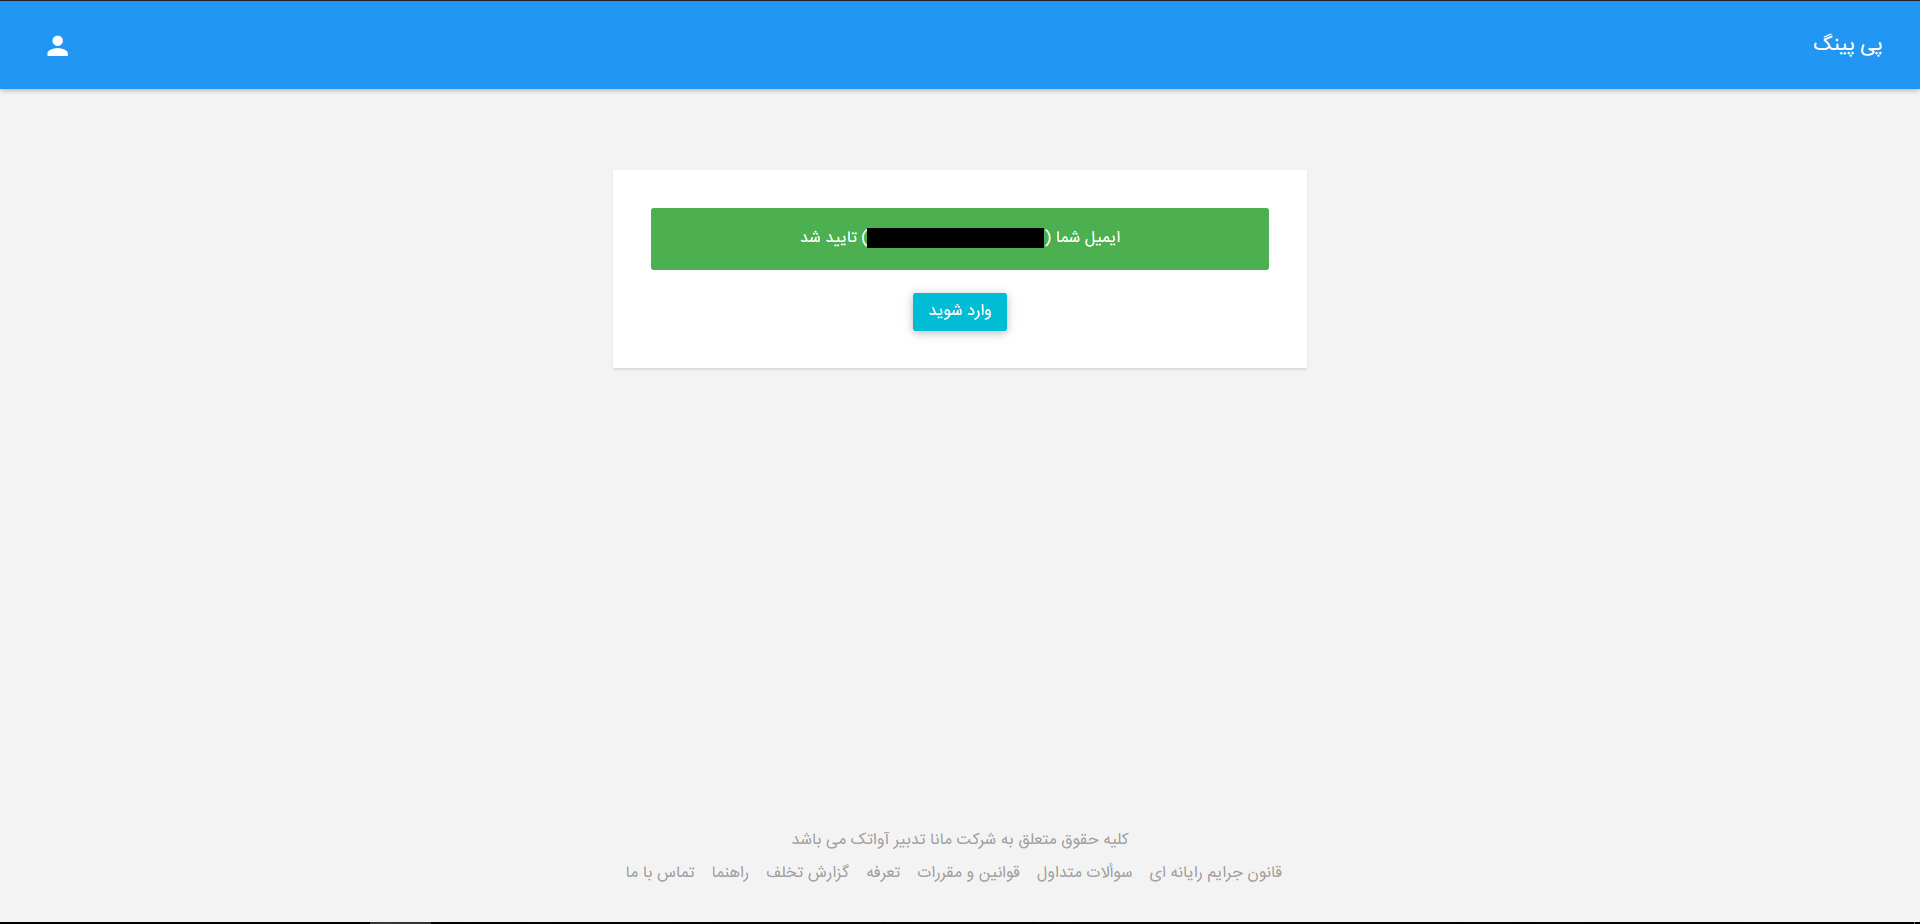 پی پینگ
ایمیل شما () تایید شد
وارد شوید
کلیه حقوق متعلق به شرکت مانا تدبیر آواتک می باشد
قانون جرایم رایانه ای سوألات متداول قوانین و مقررات تعرفه گزارش تخلف راهنما تماس با ما